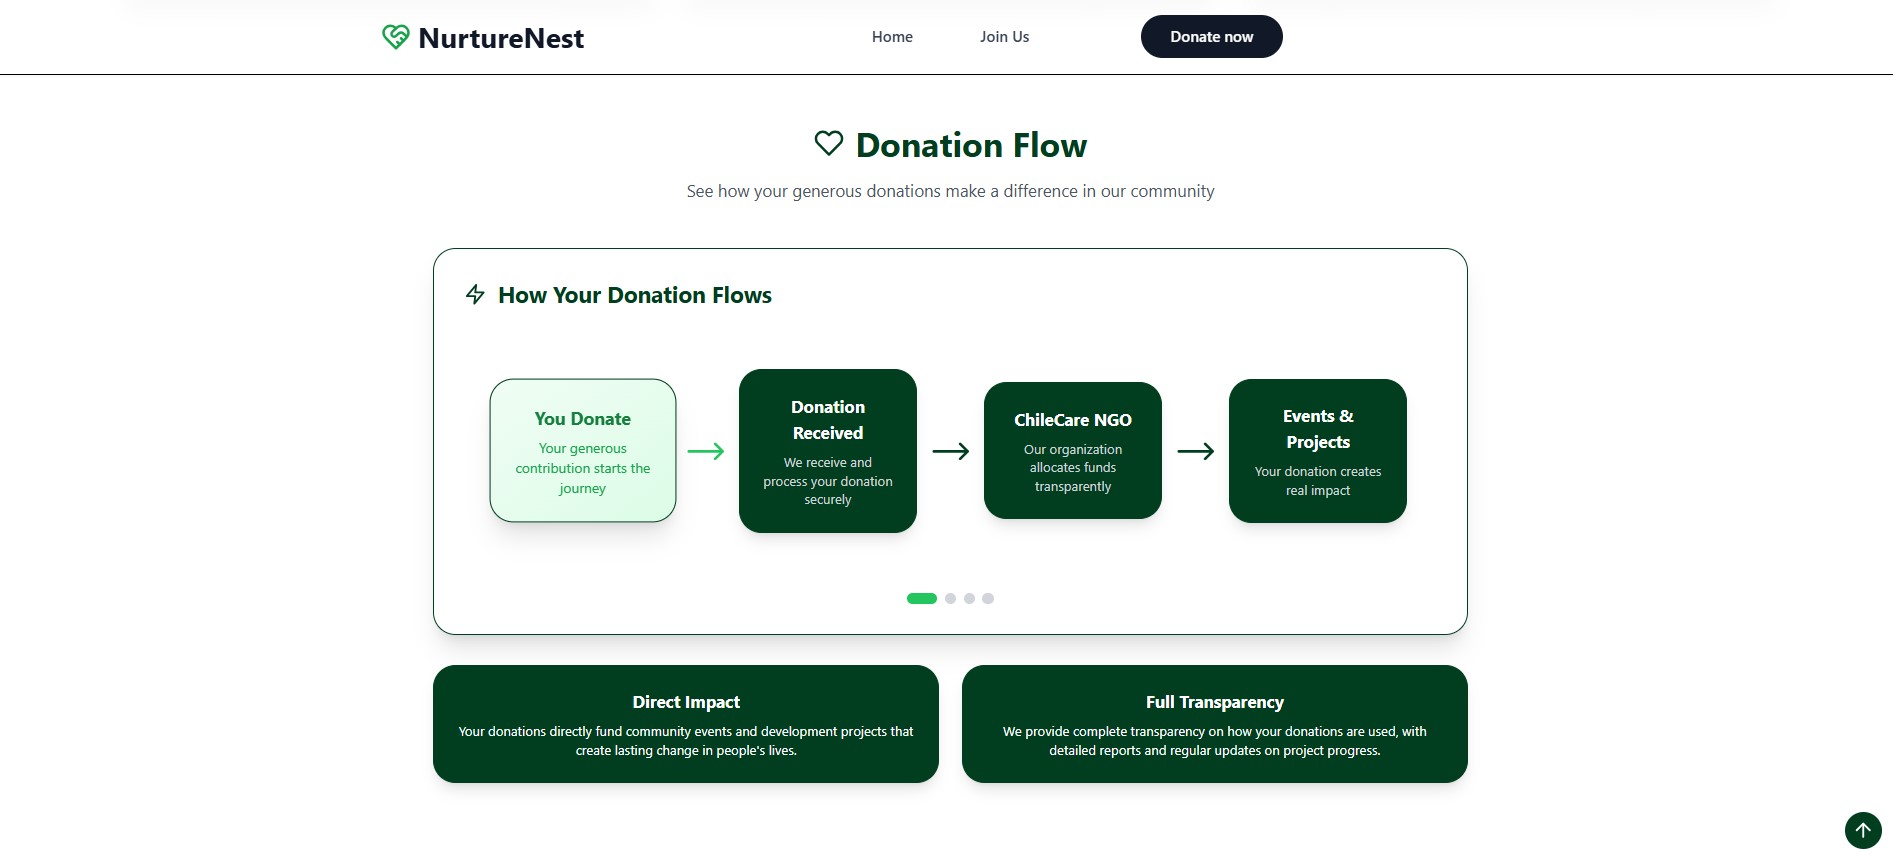 NurtureNest
Home
Join Us
Donate now
Donation Flow
See how your generous donations make a difference in our community
How Your Donation Flows
You Donate
Your generous
contribution starts the
journey
Donation
Received
We receive and
process your donation
securely
ChileCare NGO
Our organization
allocates funds
transparently
Events &
Projects
Your donation creates
real impact
Direct Impact
Your donations directly fund community events and development projects that
create lasting change in people's lives.
Full Transparency
We provide complete transparency on how your donations are used, with
detailed reports and regular updates on project progress.